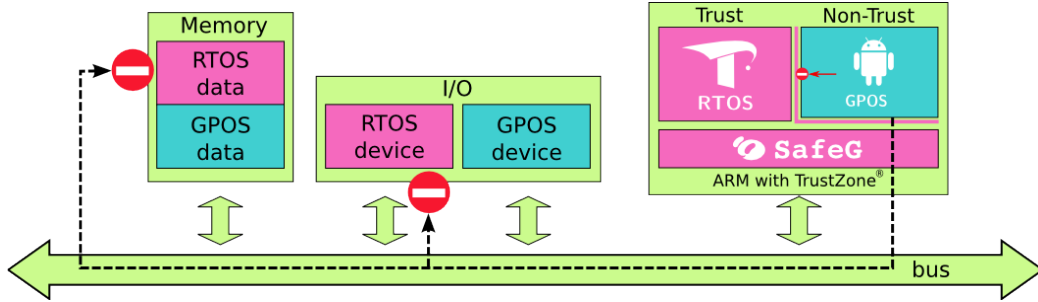 Memory
RTOS
data
GPOS
data
I/O
RTOS
device
GPOS
device
Trust
Non-Trust
RTOS
GPOS
SafeG
ARM with TrustZone®
bus